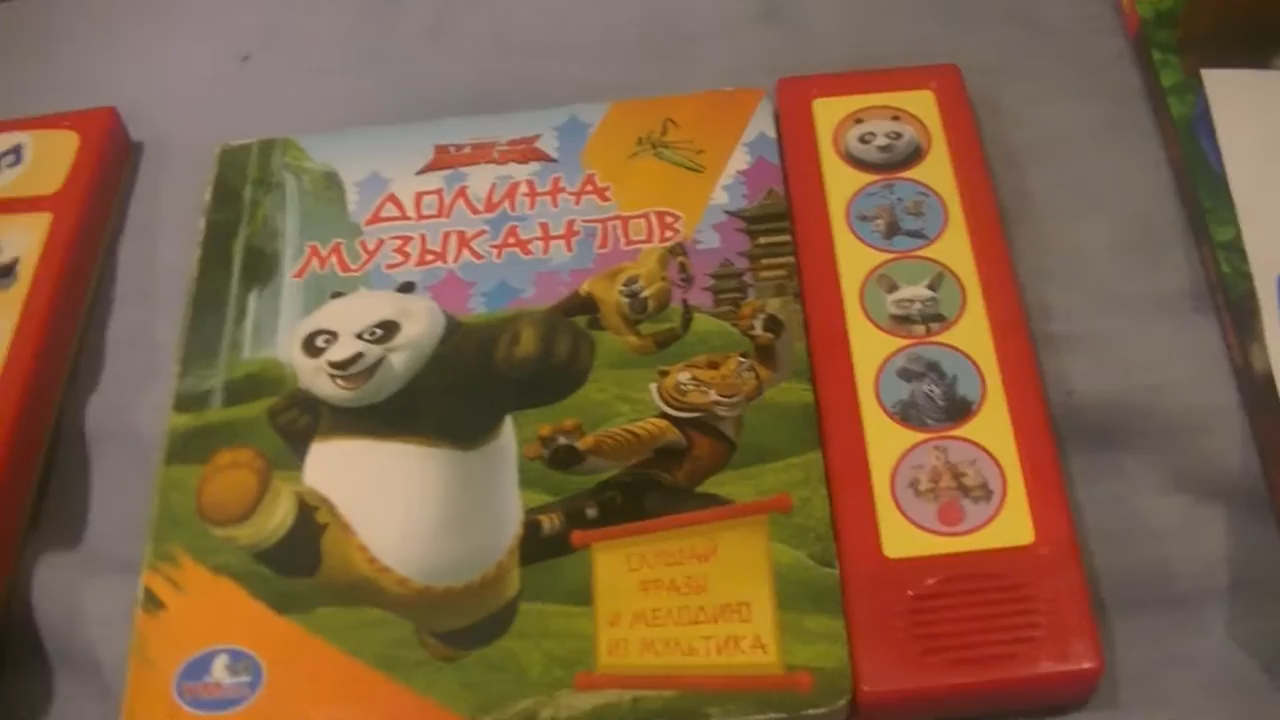 ДОЛИНА
МУЗЫКАНТОВ
СЛУШАЙ
ФРАЗЫ
И МЕЛОДИЮ
ИЗ МУЛЬТИКА